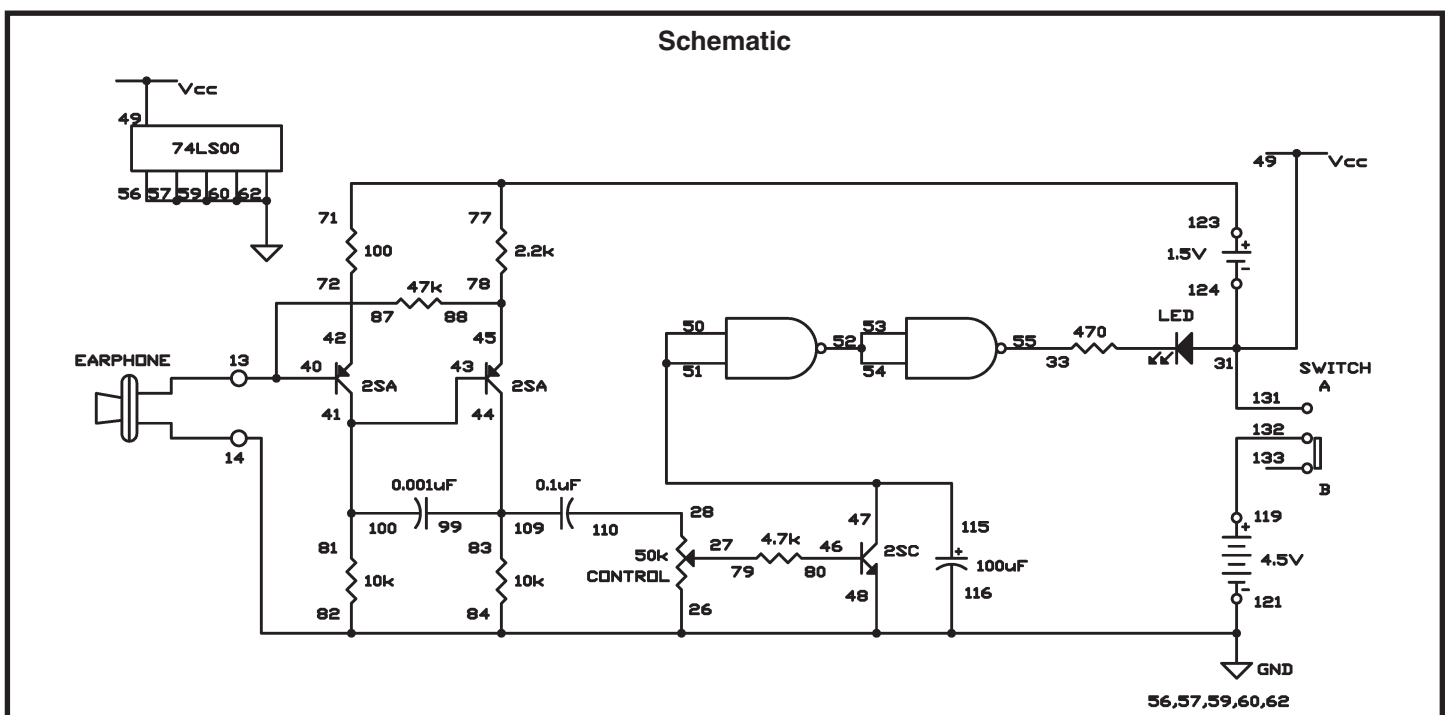 Schematic
Vcc
49
74LS00
56 57 59 60 62
49 Vcc
71
100
72
77
2.2k
78
47k
87 88
123
1.5V
+
-
124
42
40
2SA
41
45
43
2SA
44
EARPHONE
13
14
50
51
52
53
54
55
33
470
LED
31
SWITCH
A
131
132
133
B
0.001uF
100 99
0.1uF
109 110
28
50k
CONTROL
27
26
4.7k
79 80
46
47
2SC
48
115
+
100uF
116
119
+
4.5V
-
121
81
10k
82
83
10k
84
GND
56,57,59,60,62